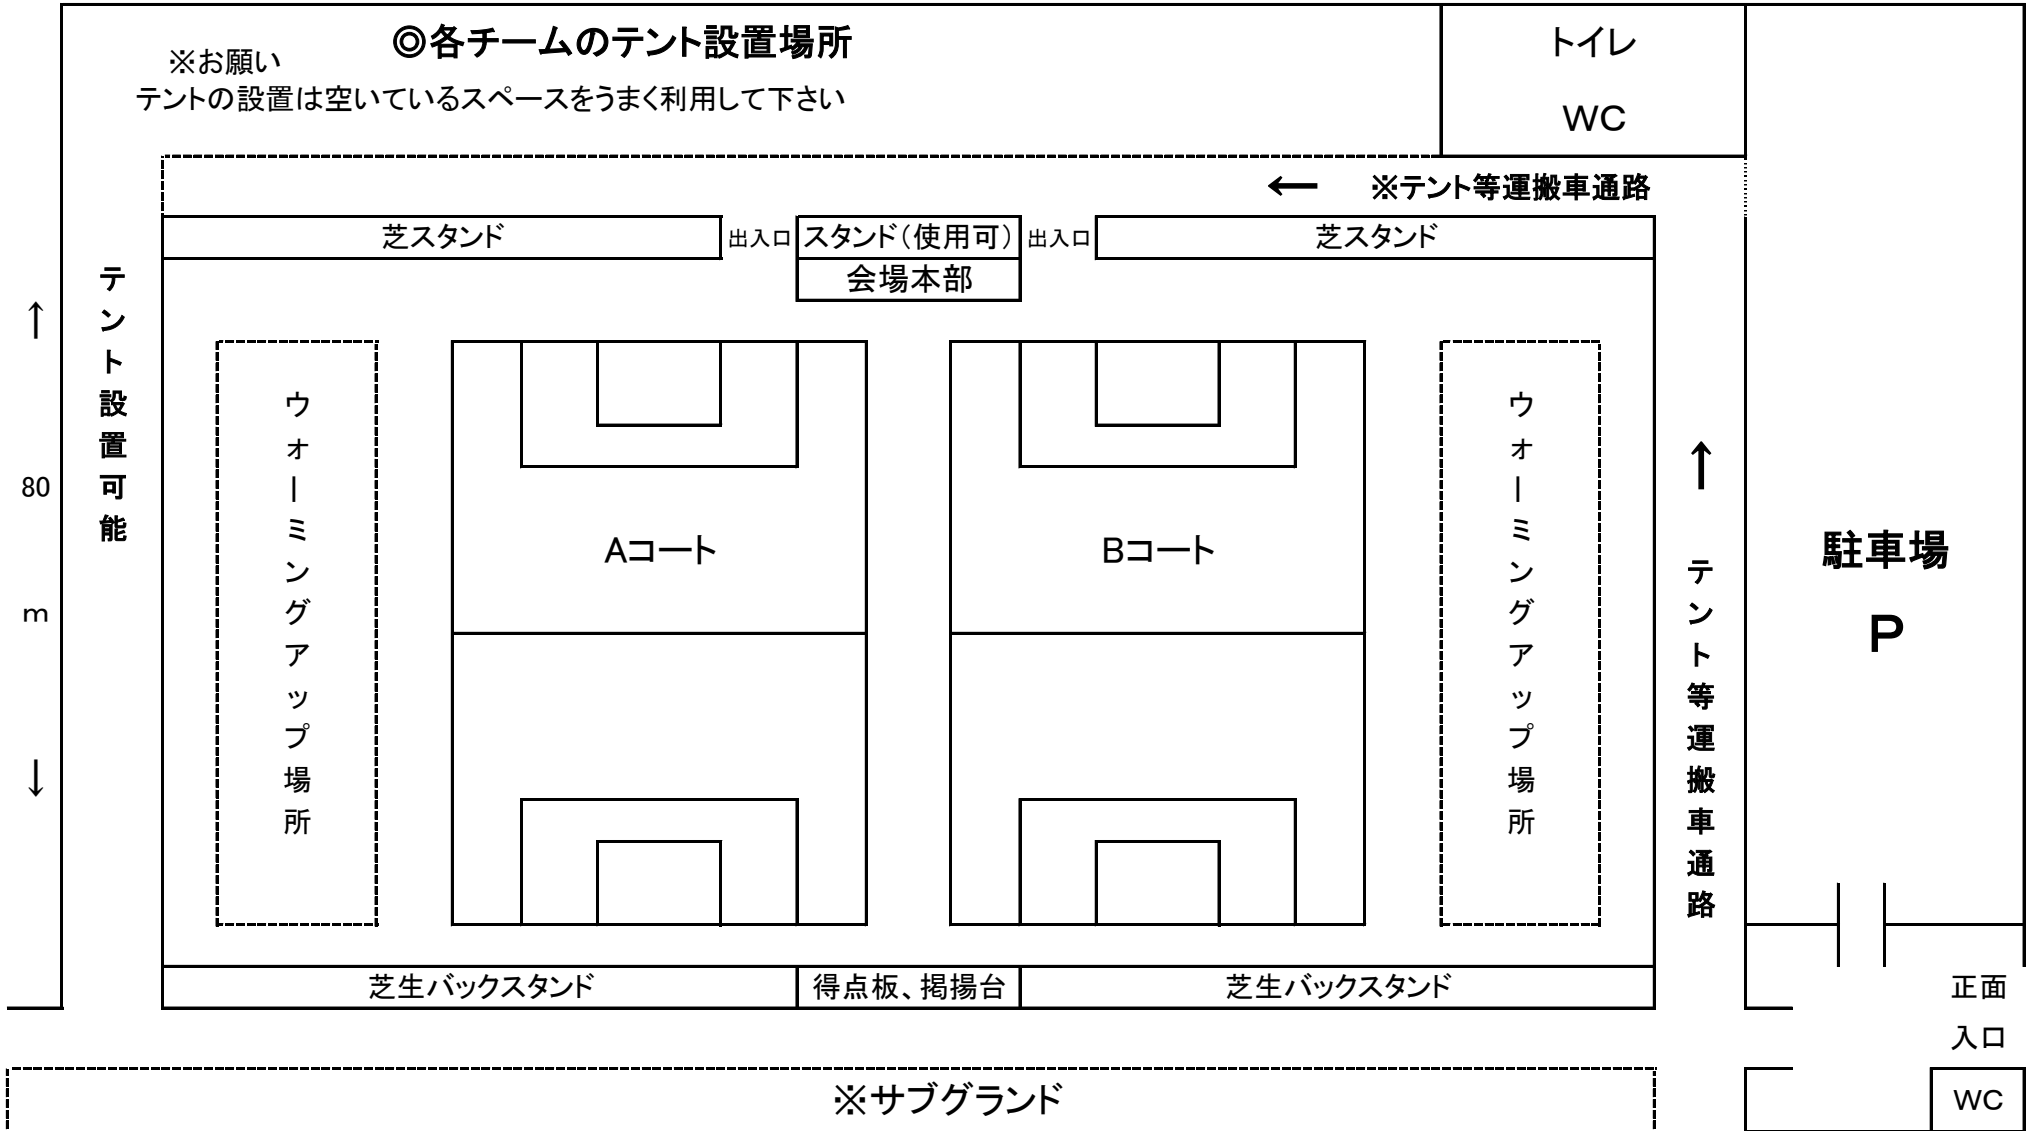 ◎各チームのテント設置場所
※お願い
テントの設置は空いているスペースをうまく利用して下さい
トイレ
WC
← ※テント等運搬車通路
芝スタンド
出入口
スタンド（使用可）
出入口
芝スタンド
会場本部
↑
80
m
↓
テント設置可能
ウォーミングアップ場所
Aコート
Bコート
ウォーミングアップ場所
↑
テント等運搬車通路
駐車場
P
芝生バックスタンド
得点板、掲揚台
芝生バックスタンド
正面
入口
※サブグランド
WC